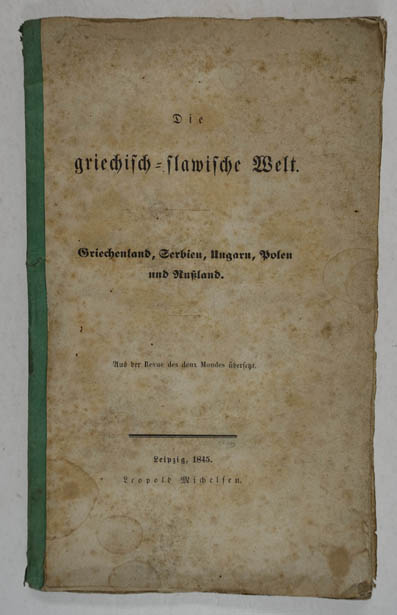 Die
griechisch-slawische Welt.
Griechenland, Serbien, Ungarn, Polen
und Rußland.
Aus der Revue des deux Mondes übersetzt.
Leipzig, 1845.
Leopold Michelsen.